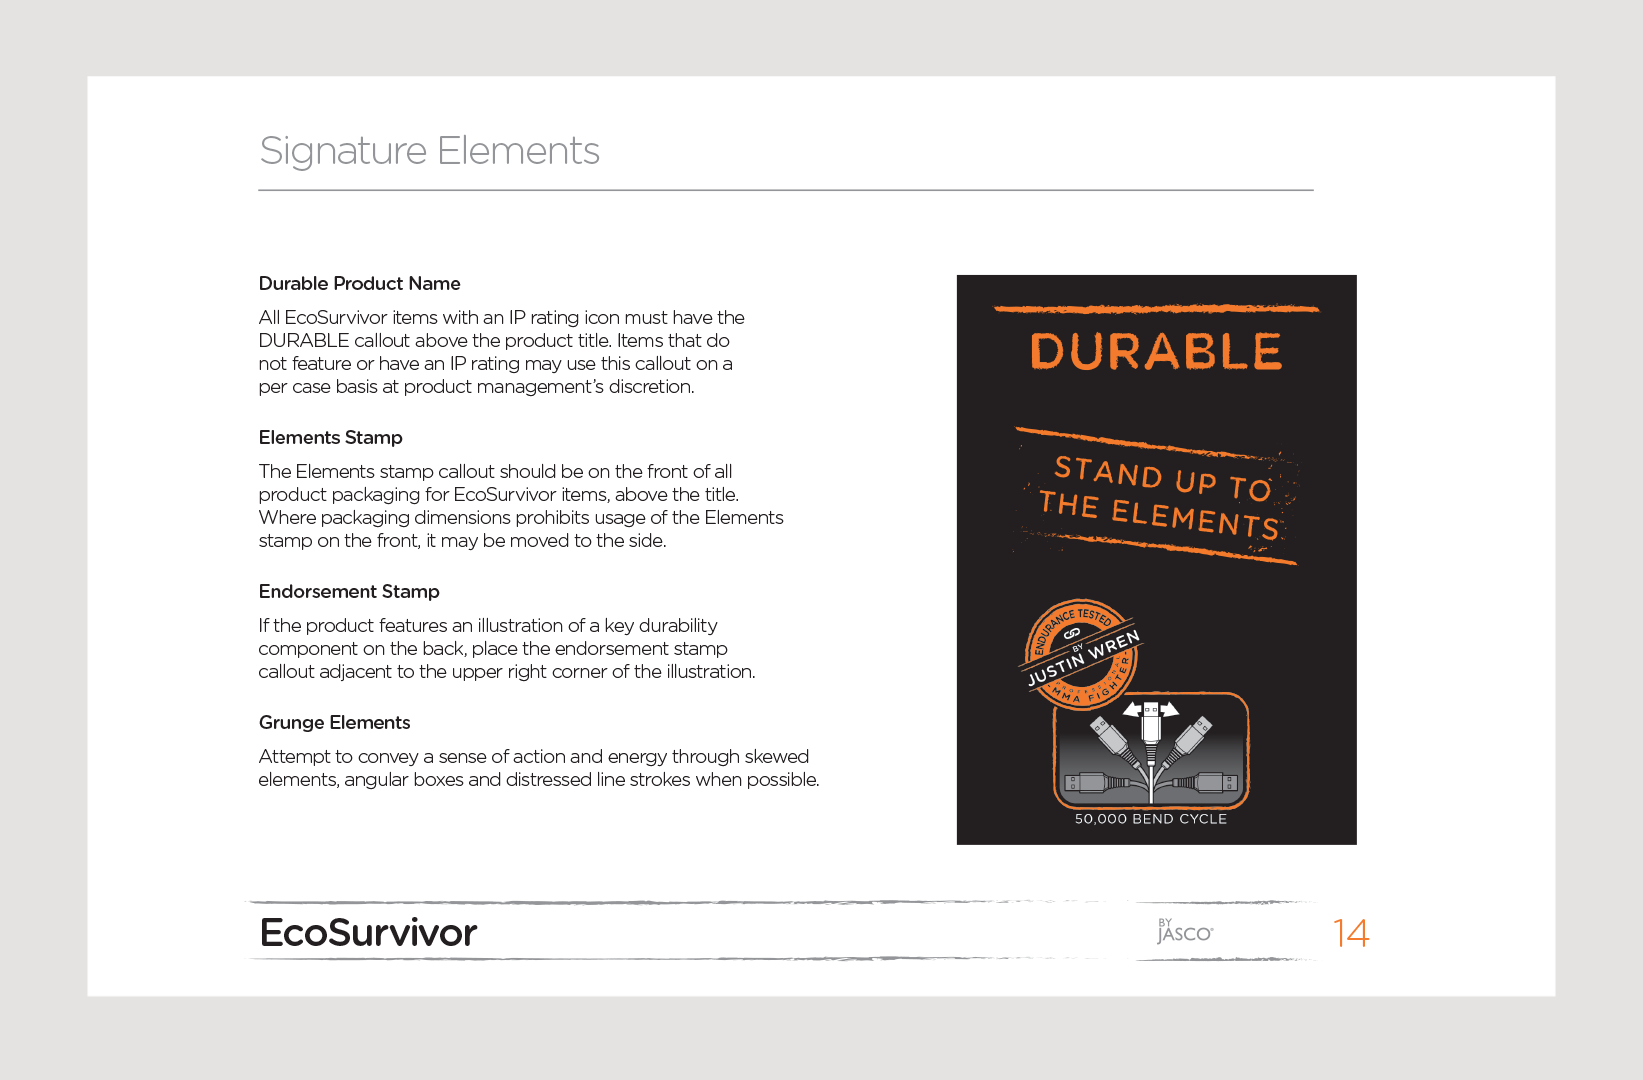 Signature Elements
Durable Product Name
All EcoSurvivor items with an IP rating icon must have the
DURABLE callout above the product title. Items that do
not feature or have an IP rating may use this callout on a
per case basis at product management’s discretion.
Elements Stamp
The Elements stamp callout should be on the front of all
product packaging for EcoSurvivor items, above the title.
Where packaging dimensions prohibits usage of the Elements
stamp on the front, it may be moved to the side.
Endorsement Stamp
If the product features an illustration of a key durability
component on the back, place the endorsement stamp
callout adjacent to the upper right corner of the illustration.
Grunge Elements
Attempt to convey a sense of action and energy through skewed
elements, angular boxes and distressed line strokes when possible.
DURABLE
STAND UP TO
THE ELEMENTS
ENDURANCE TESTED
BY
JUSTIN WREN
PROFESSIONAL
MMA FIGHTER
50,000 BEND CYCLE
EcoSurvivor
BY
JASCO®
14